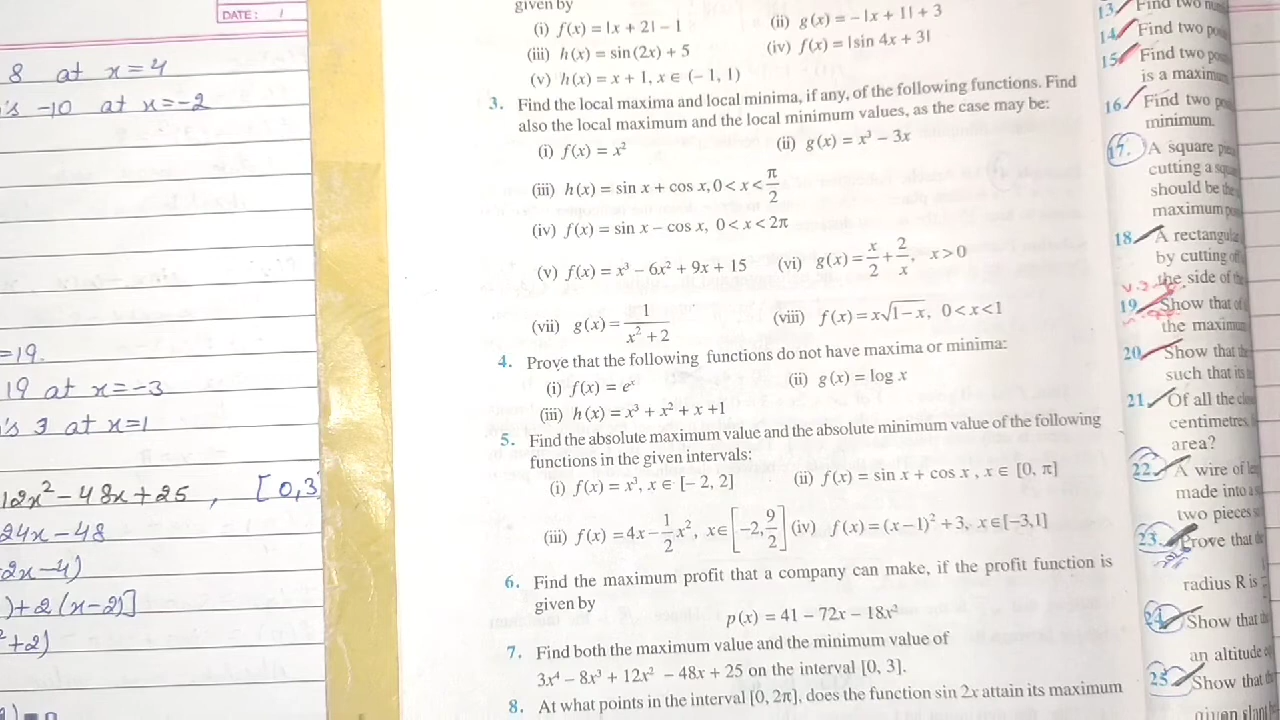 DATE: /
8 at x=4
's -10 at x=-2
=19.
19 at x=-3
's 3 at x=1
12x² - 48x + 25 , [0,3]
24x - 48
2x-4)
)+2(x-2)]
²+2)
given by
(i) f(x) = |x + 2| - 1 (ii) g(x) = - |x + 1| + 3
(iii) h(x) = sin(2x) + 5 (iv) f(x) = |sin 4x + 3|
(v) h(x) = x + 1, x ∈ (- 1, 1)
3. Find the local maxima and local minima, if any, of the following functions. Find
also the local maximum and the local minimum values, as the case may be:
(i) f(x) = x² (ii) g(x) = x³ - 3x
(iii) h(x) = sin x + cos x, 0 < x < π/2
(iv) f(x) = sin x - cos x, 0 < x < 2π
(v) f(x) = x³ - 6x² + 9x + 15 (vi) g(x) = x/2 + 2/x, x > 0
(vii) g(x) = 1/(x² + 2) (viii) f(x) = x√(1-x), 0 < x < 1
4. Prove that the following functions do not have maxima or minima:
(i) f(x) = eˣ (ii) g(x) = log x
(iii) h(x) = x³ + x² + x +1
5. Find the absolute maximum value and the absolute minimum value of the following
functions in the given intervals:
(i) f(x) = x³, x ∈ [- 2, 2] (ii) f(x) = sin x + cos x , x ∈ [0, π]
(iii) f(x) = 4x - 1/2 x², x ∈ [-2, 9/2] (iv) f(x) = (x-1)² + 3, x ∈ [-3,1]
6. Find the maximum profit that a company can make, if the profit function is
given by
p(x) = 41 - 72x - 18x²
7. Find both the maximum value and the minimum value of
3x⁴ - 8x³ + 12x² - 48x + 25 on the interval [0, 3].
8. At what points in the interval [0, 2π], does the function sin 2x attain its maximum
13. Find two
14. Find two
15. Find two
is a
16. Find two
minimum.
17. A square
cutting a
should be
maximum
18. A
by cutting
the side of
19. Show that
the
20. Show that
such that its
21. Of all the
centimetres
area?
22. A wire of
made into a
two pieces
23. Prove that
radius R is
24. Show that
an altitude
25. Show that